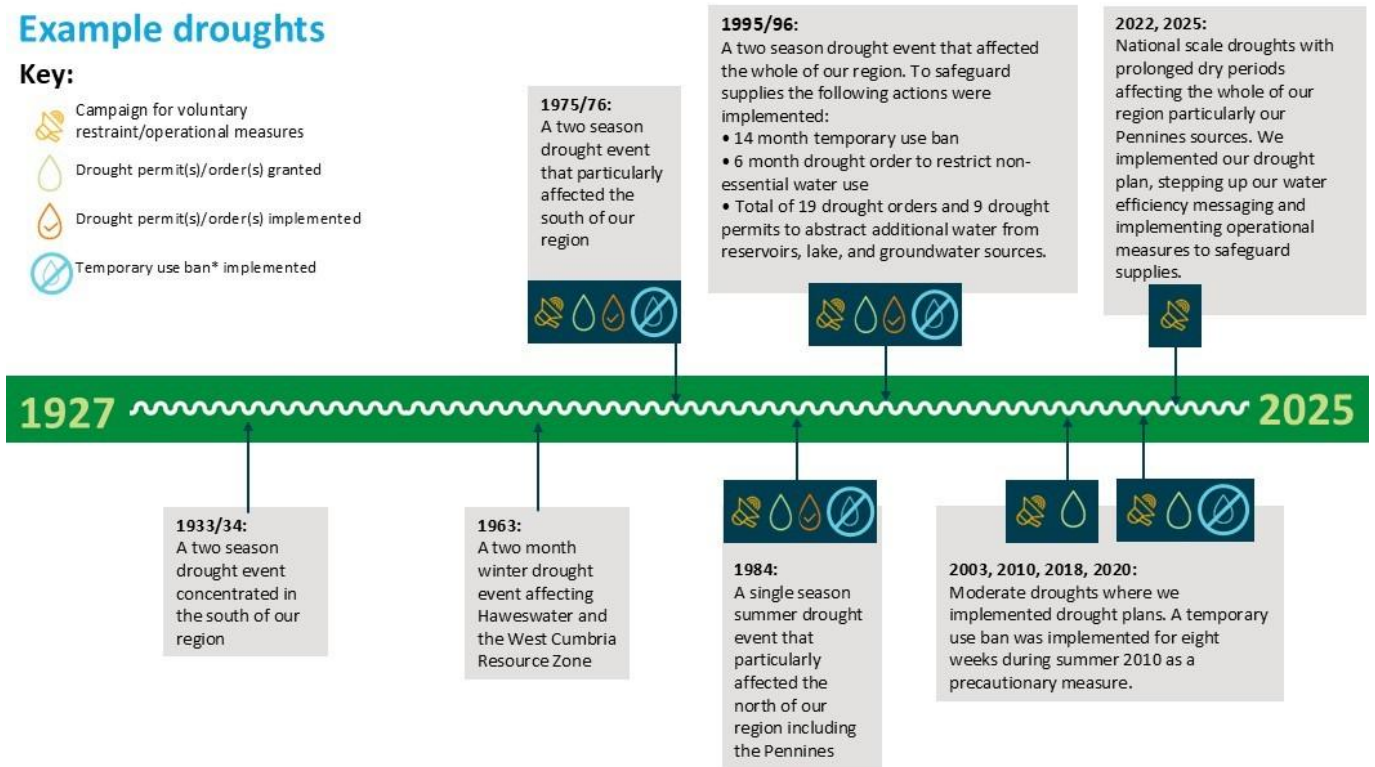 Example droughts
Key:
Campaign for voluntary
restraint/operational measures
Drought permit(s)/order(s) granted
Drought permit(s)/order(s) implemented
Temporary use ban* implemented
1975/76:
A two season
drought event
that particularly
affected the
south of our
region
1995/96:
A two season drought event that affected
the whole of our region. To safeguard
supplies the following actions were
implemented:
• 14 month temporary use ban
• 6 month drought order to restrict non-
essential water use
• Total of 19 drought orders and 9 drought
permits to abstract additional water from
reservoirs, lake, and groundwater sources.
2022, 2025:
National scale droughts with
prolonged dry periods
affecting the whole of our
region particularly our
Pennines sources. We
implemented our drought
plan, stepping up our water
efficiency messaging and
implementing operational
measures to safeguard
supplies.
1927
2025
1933/34:
A two season
drought event
concentrated in
the south of our
region
1963:
A two month
winter drought
event affecting
Haweswater and
the West Cumbria
Resource Zone
1984:
A single season
summer drought
event that
particularly
affected the
north of our
region including
the Pennines
2003, 2010, 2018, 2020:
Moderate droughts where we
implemented drought plans. A temporary
use ban was implemented for eight
weeks during summer 2010 as a
precautionary measure.